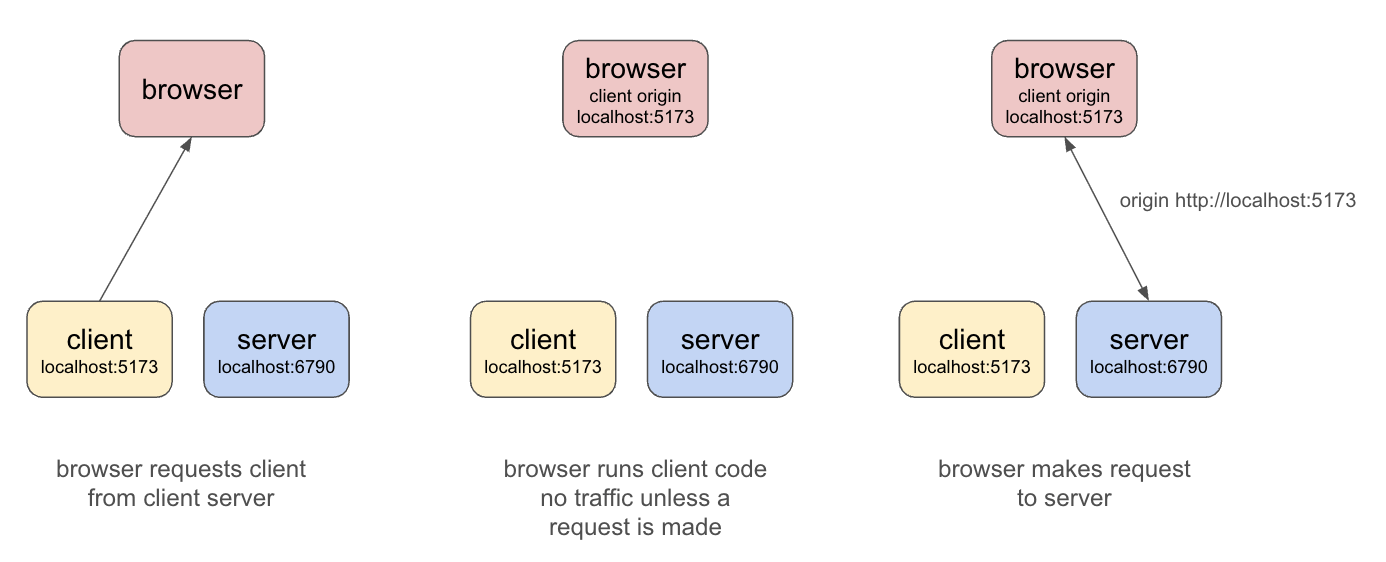 browser
client
localhost:5173
server
localhost:6790
browser requests client
from client server
browser
client origin
localhost:5173
client
localhost:5173
server
localhost:6790
browser runs client code
no traffic unless a
request is made
browser
client origin
localhost:5173
origin http://localhost:5173
client
localhost:5173
server
localhost:6790
browser makes request
to server